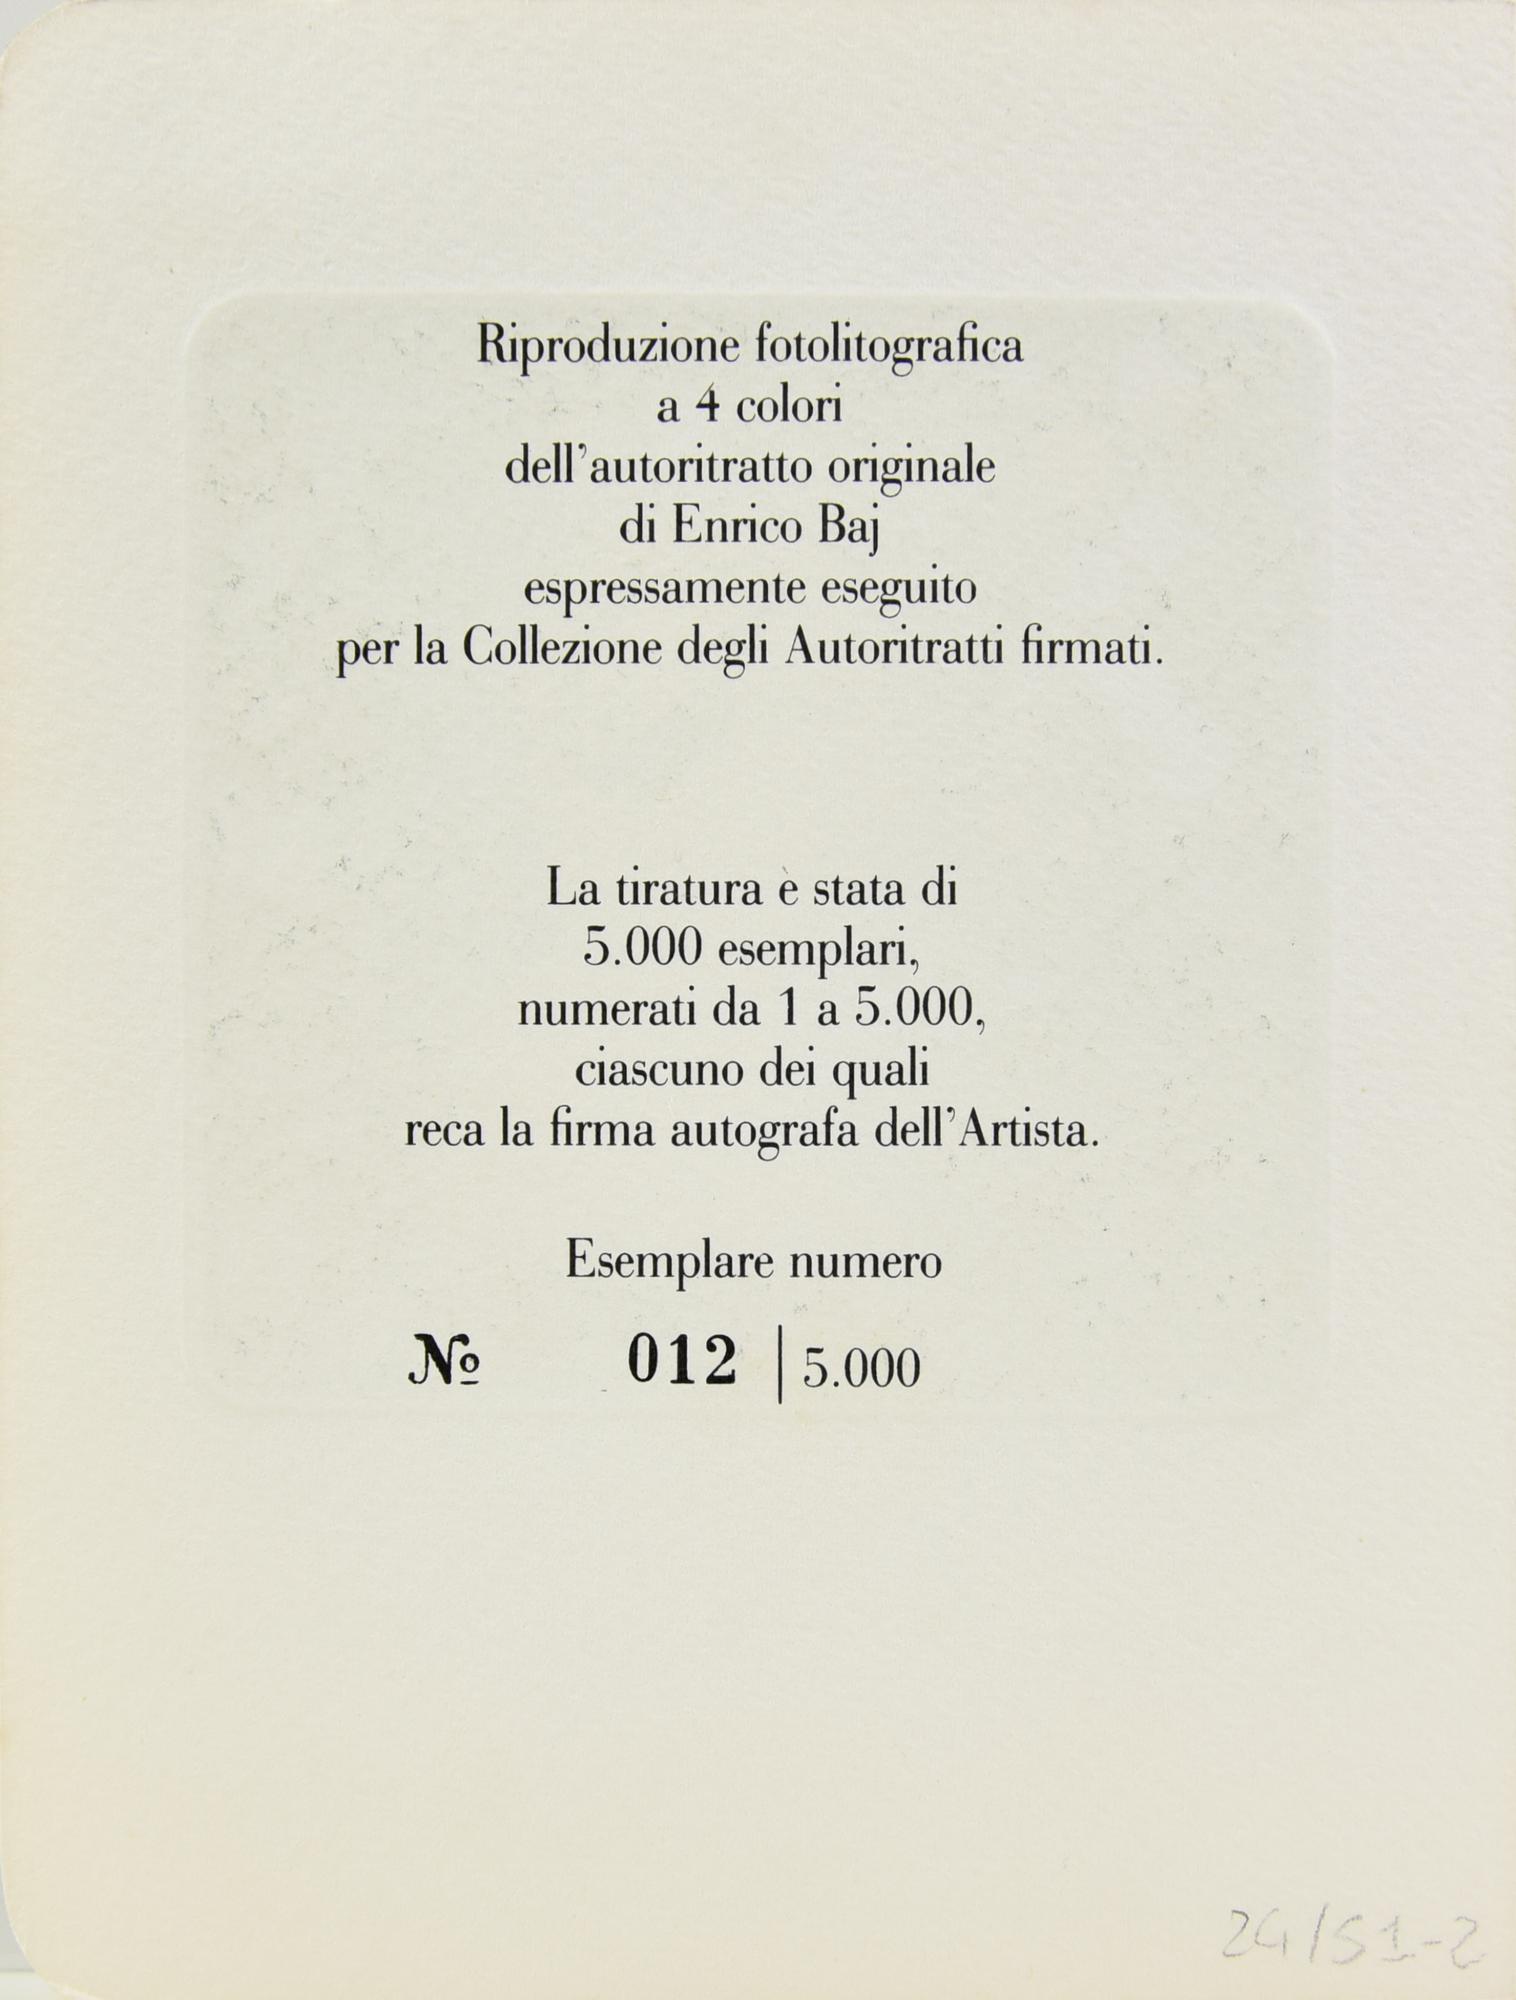 Riproduzione fotolitografica
a 4 colori
dell'autoritratto originale
di Enrico Baj
espressamente eseguito
per la Collezione degli Autoritratti firmati.
La tiratura è stata di
5.000 esemplari,
numerati da 1 a 5.000,
ciascuno dei quali
reca la firma autografa dell'Artista.
Esemplare numero
№ 012 | 5.000
24/51-2